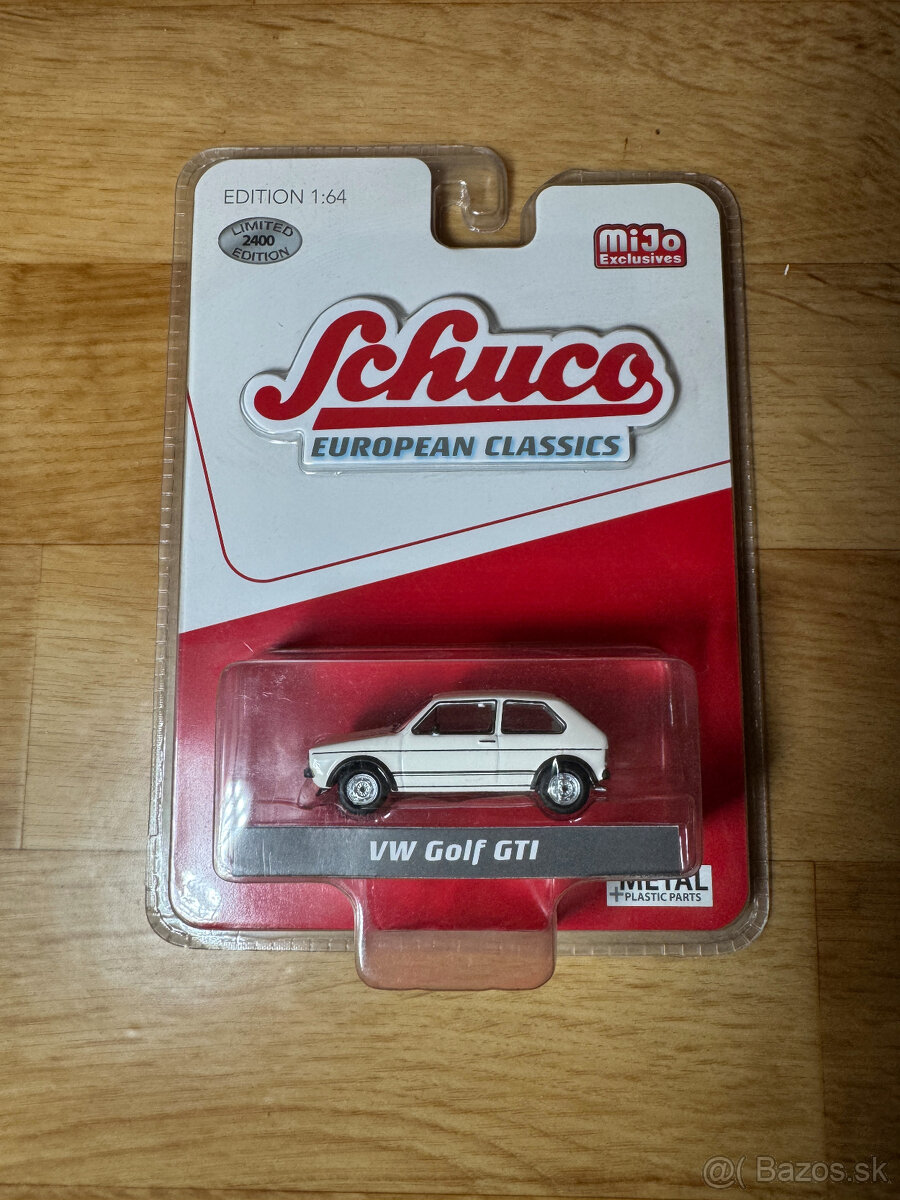 EDITION 1:64
LIMITED
2400
EDITION
MiJo
Exclusives
Schuco
EUROPEAN CLASSICS
VW Golf GTI
METAL
+PLASTIC PARTS
@( Bazos.sk